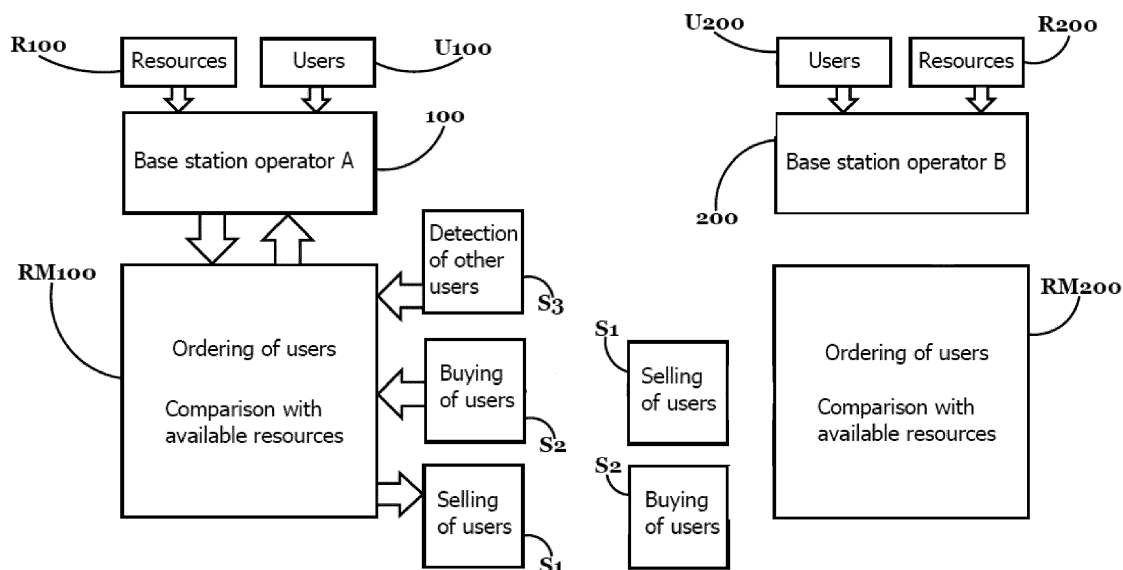 R100
Resources
Users
U100
U200
Users
Resources
R200
100
Base station operator A
Base station operator B
200
RM100
Detection
of other
users
S3
RM200
Ordering of users
Comparison with
available resources
Buying
of users
S2
S1
Selling
of users
Ordering of users
Comparison with
available resources
Selling
of users
S1
S2
Buying
of users